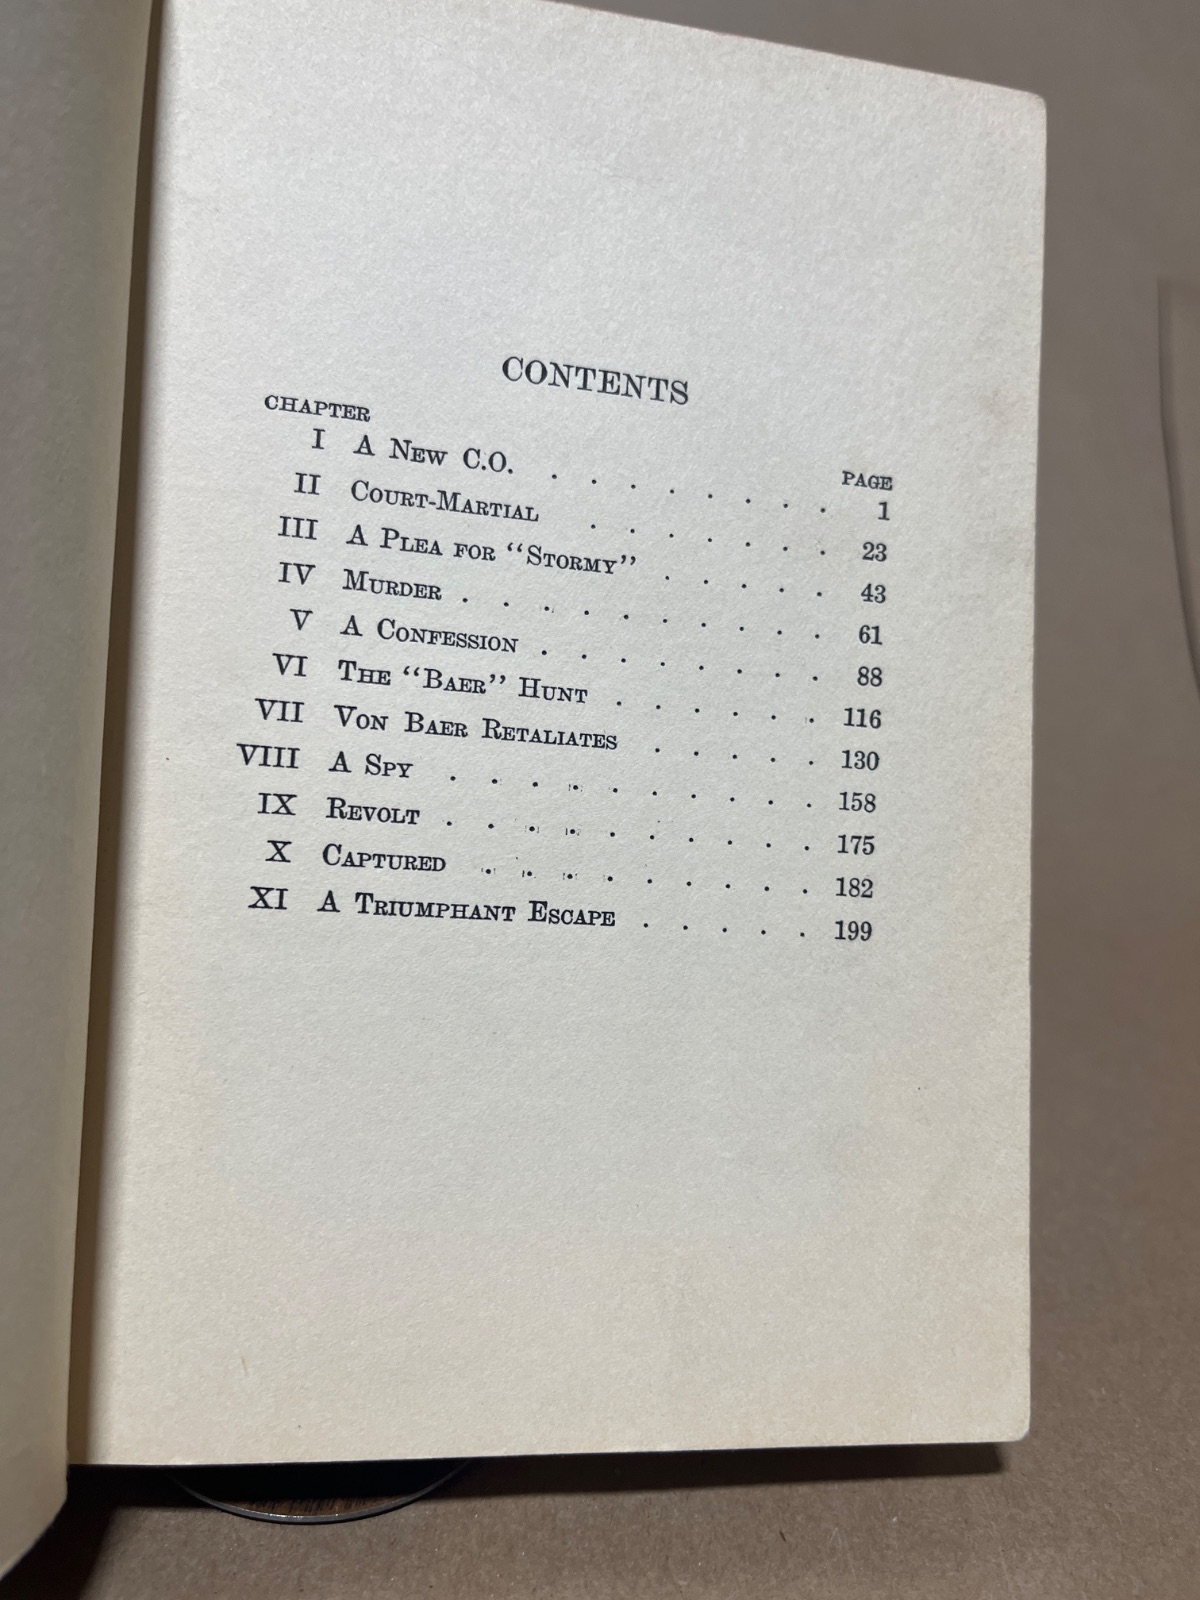 CONTENTS
CHAPTER PAGE
I A New C.O. . . . . . . . . 1
II Court-Martial . . . . . . . 23
III A Plea for “Stormy” . . . . . 43
IV Murder . . . . . . . . . . 61
V A Confession . . . . . . . . 88
VI The “Baer” Hunt . . . . . . 116
VII Von Baer Retaliates . . . . . 130
VIII A Spy . . . . . . . . . . 158
IX Revolt . . . . . . . . . . 175
X Captured . . . . . . . . . 182
XI A Triumphant Escape . . . . . 199